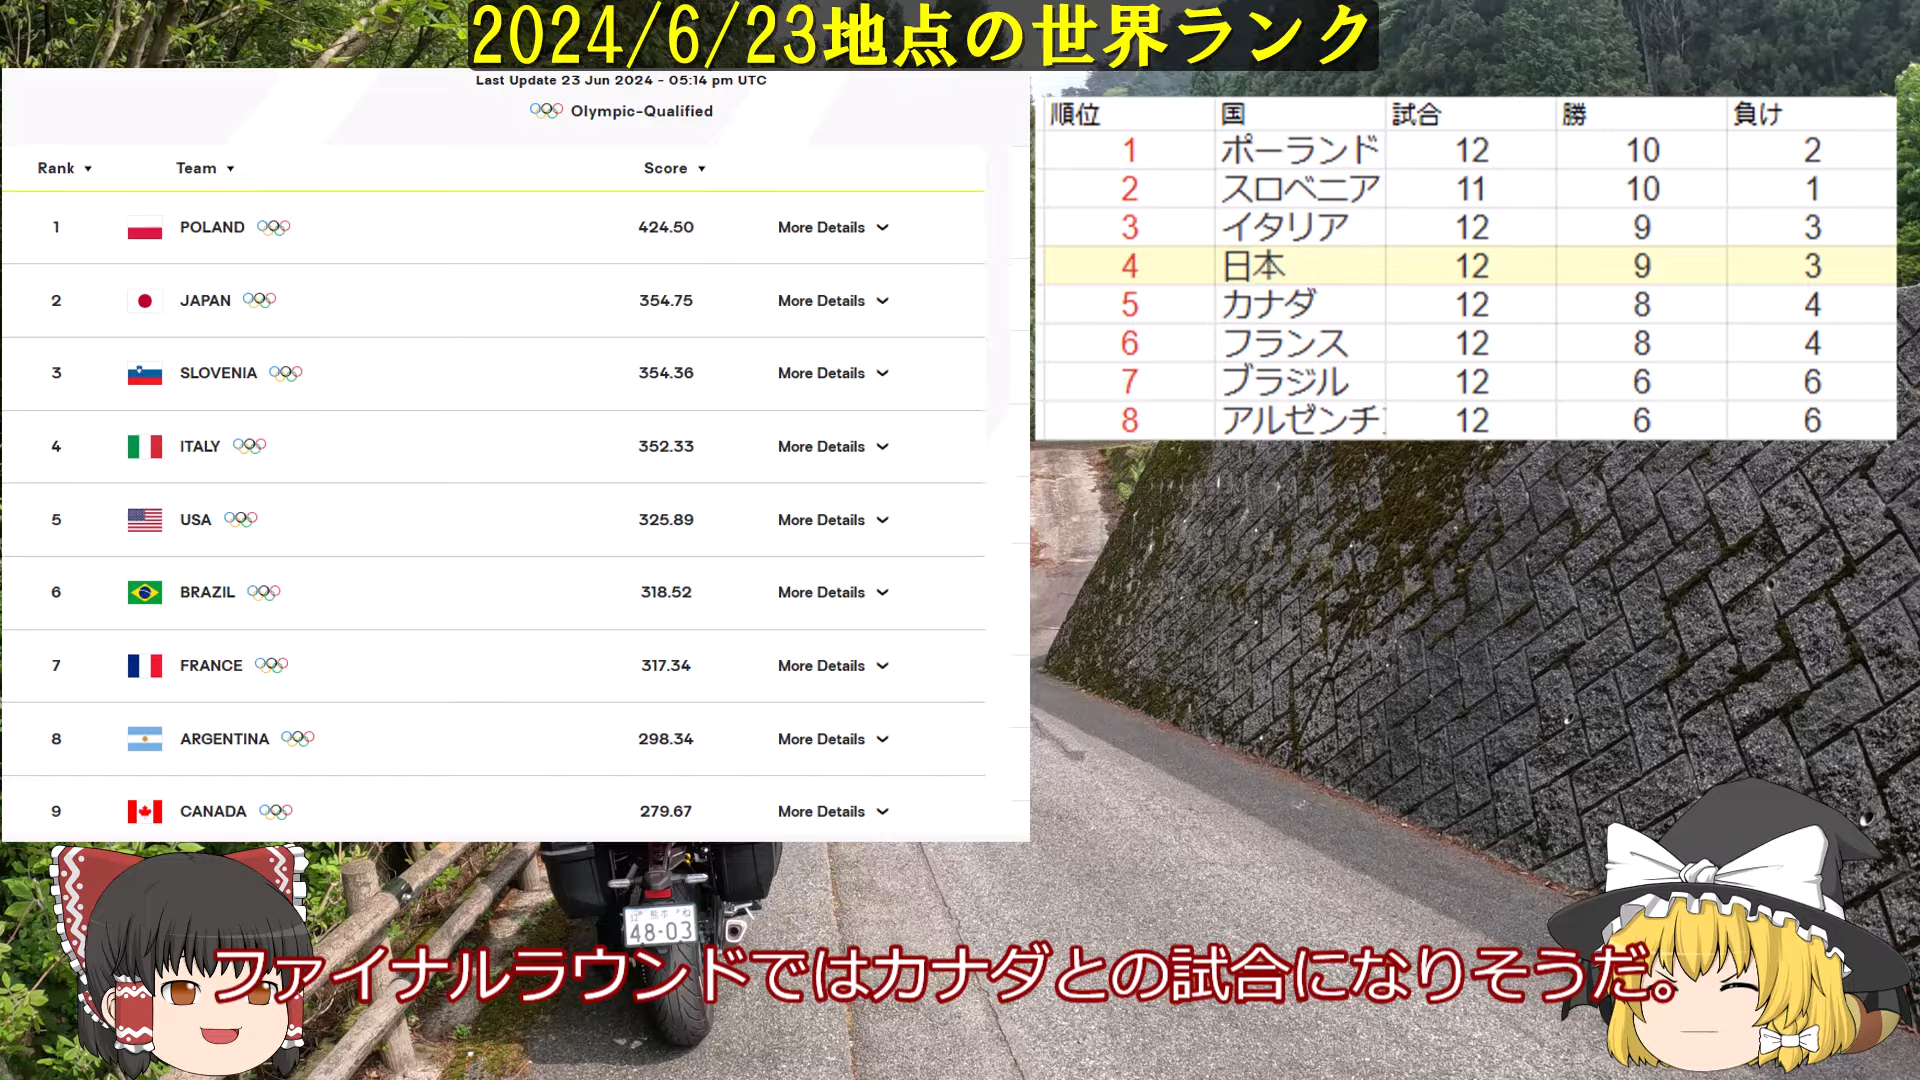 2024/6/23地点の世界ランク
Last Update 23 Jun 2024 - 05:14 pm UTC
Olympic-Qualified
Rank Team Score
1 POLAND 424.50 More Details
2 JAPAN 354.75 More Details
3 SLOVENIA 354.36 More Details
4 ITALY 352.33 More Details
5 USA 325.89 More Details
6 BRAZIL 318.52 More Details
7 FRANCE 317.34 More Details
8 ARGENTINA 298.34 More Details
9 CANADA 279.67 More Details
順位 国 試合 勝 負け
1 ポーランド 12 10 2
2 スロベニア 11 10 1
3 イタリア 12 9 3
4 日本 12 9 3
5 カナダ 12 8 4
6 フランス 12 8 4
7 ブラジル 12 6 6
8 アルゼンチ 12 6 6
熊本
48-03
ファイナルラウンドではカナダとの試合になりそうだ。